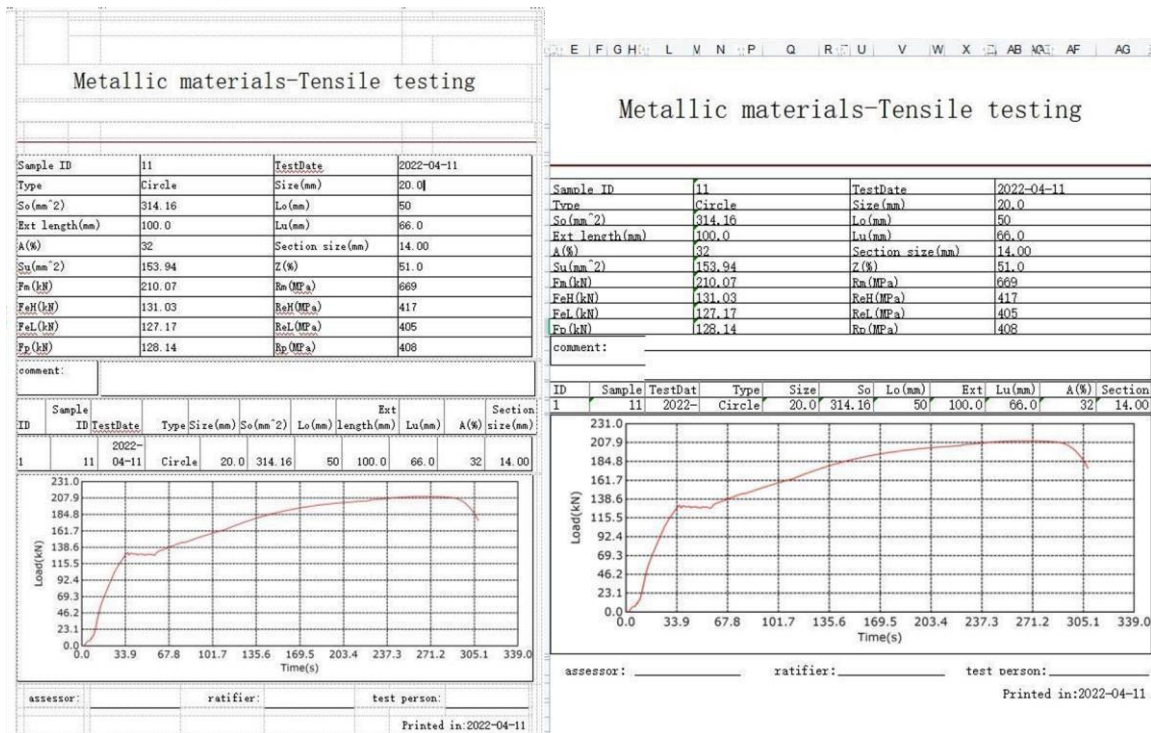 Metallic materials-Tensile testing
Sample ID 11 TestDate 2022-04-11
Type Circle Size(mm) 20.0
So(mm^2) 314.16 Lo(mm) 50
Ext length(mm) 100.0 Lu(mm) 66.0
A(%) 32 Section size(mm) 14.00
Su(mm^2) 153.94 Z(%) 51.0
Fm(kN) 210.07 Rm(MPa) 669
FeH(kN) 131.03 ReH(MPa) 417
FeL(kN) 127.17 ReL(MPa) 405
Fp(kN) 128.14 Rp(MPa) 408
comment:
Sample Ext Section
ID ID TestDate Type Size(mm) So(mm^2) Lo(mm) length(mm) Lu(mm) A(%) size(mm)
2022-
1 11 04-11 Circle 20.0 314.16 50 100.0 66.0 32 14.00
231.0
207.9
184.8
161.7
138.6
115.5
92.4
69.3
46.2
23.1
0.0
Load(kN)
0.0 33.9 67.8 101.7 135.6 169.5 203.4 237.3 271.2 305.1 339.0
Time(s)
assessor: ratifier: test person:
Printed in:2022-04-11
E F G H L M N P Q R T U V W X AB AF AG
Metallic materials-Tensile testing
Sample ID 11 TestDate 2022-04-11
Type Circle Size(mm) 20.0
So(mm^2) 314.16 Lo(mm) 50
Ext length(mm) 100.0 Lu(mm) 66.0
A(%) 32 Section size(mm) 14.00
Su(mm^2) 153.94 Z(%) 51.0
Fm(kN) 210.07 Rm(MPa) 669
FeH(kN) 131.03 ReH(MPa) 417
FeL(kN) 127.17 ReL(MPa) 405
Fp(kN) 128.14 Rp(MPa) 408
comment:
ID Sample TestDat Type Size So Lo(mm) Ext Lu(mm) A(%) Section
1 11 2022- Circle 20.0 314.16 50 100.0 66.0 32 14.00
231.0
207.9
184.8
161.7
138.6
115.5
92.4
69.3
46.2
23.1
0.0
Load(kN)
0.0 33.9 67.8 101.7 135.6 169.5 203.4 237.3 271.2 305.1 339.0
Time(s)
assessor: ratifier: test person:
Printed in:2022-04-11